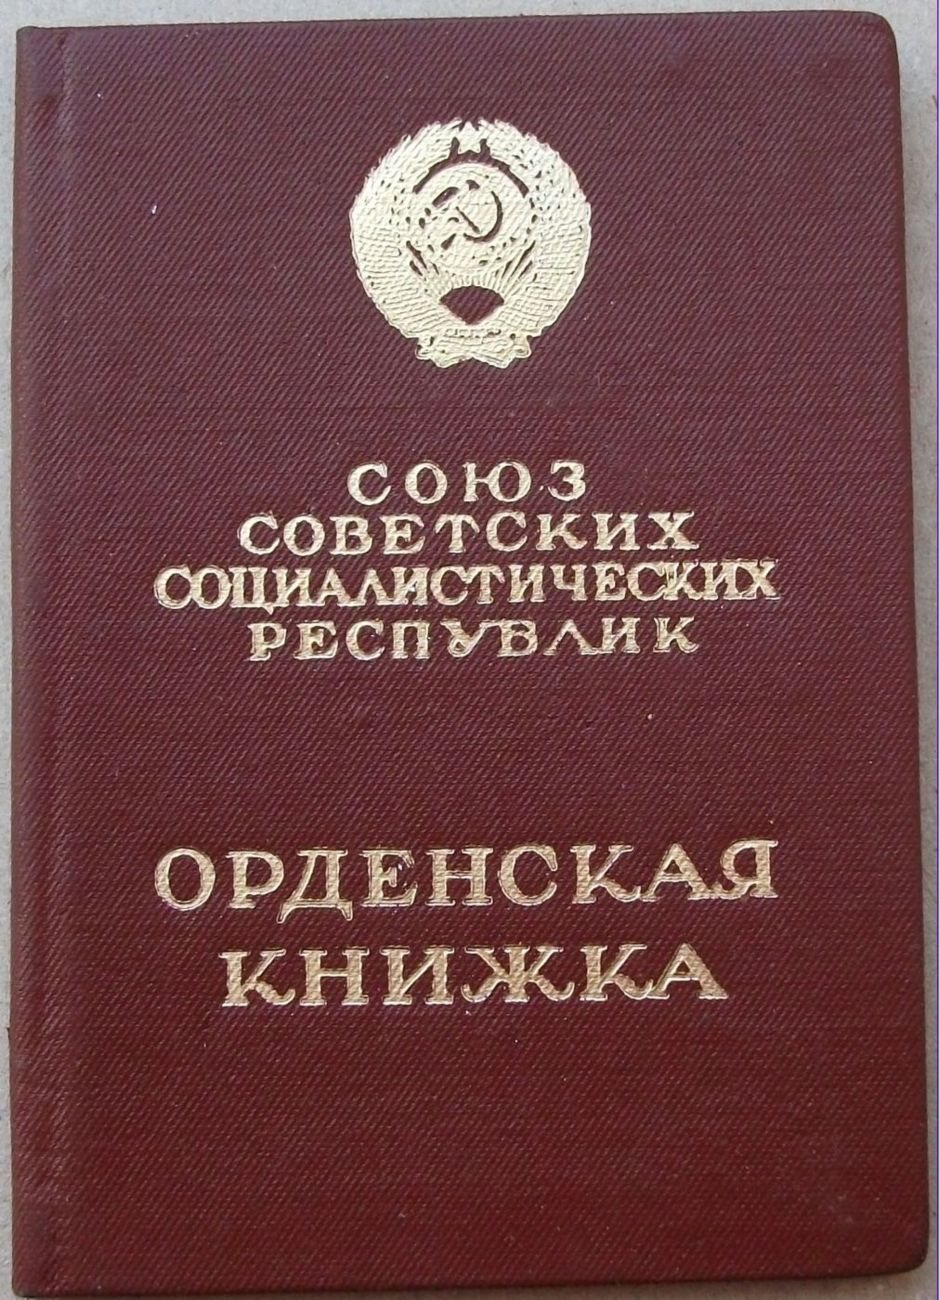 СОЮЗ
СОВЕТСКИХ
СОЦИАЛИСТИЧЕСКИХ
РЕСПУБЛИК
ОРДЕНСКАЯ
КНИЖКА